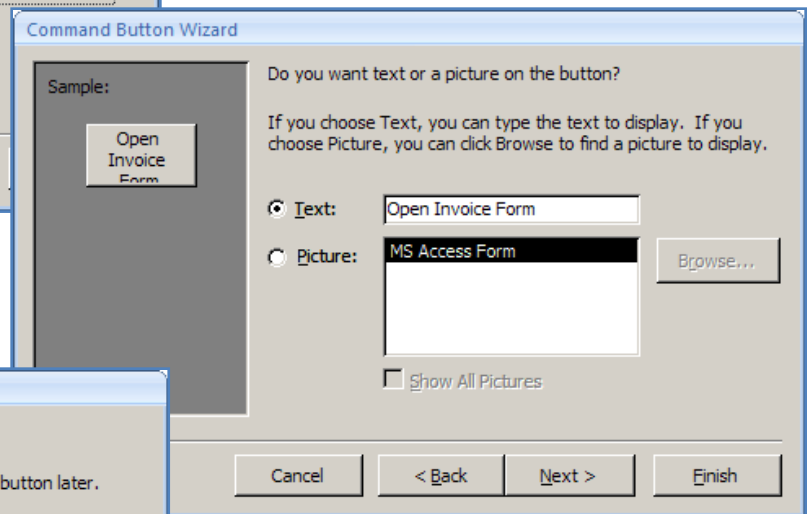 Command Button Wizard
Sample:
Open
Invoice
Form
Do you want text or a picture on the button?
If you choose Text, you can type the text to display. If you
choose Picture, you can click Browse to find a picture to display.
Text:
Open Invoice Form
Picture:
MS Access Form
Browse...
Show All Pictures
button later.
Cancel
< Back
Next >
Finish